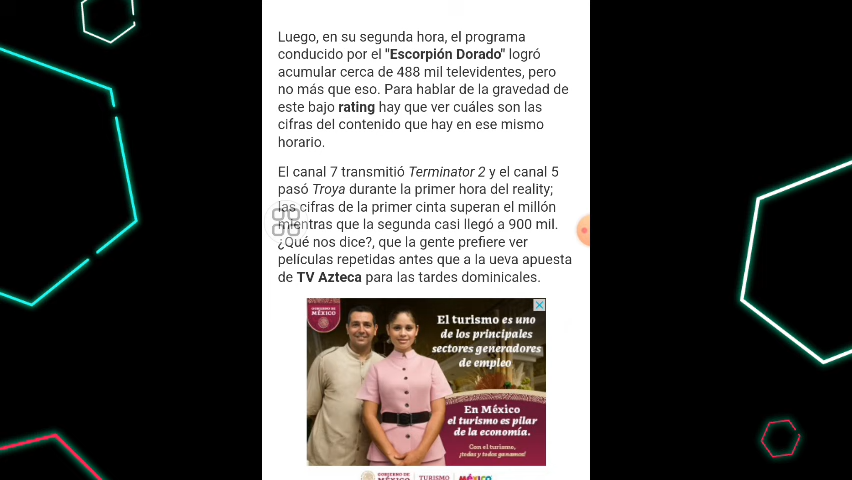 Luego, en su segunda hora, el programa
conducido por el "Escorpión Dorado" logró
acumular cerca de 488 mil televidentes, pero
no más que eso. Para hablar de la gravedad de
este bajo rating hay que ver cuáles son las
cifras del contenido que hay en ese mismo
horario.
El canal 7 transmitió Terminator 2 y el canal 5
pasó Troya durante la primer hora del reality;
las cifras de la primer cinta superan el millón
mientras que la segunda casi llegó a 900 mil.
¿Qué nos dice?, que la gente prefiere ver
películas repetidas antes que a la ueva apuesta
de TV Azteca para las tardes dominicales.
GOBIERNO DE
MÉXICO
El turismo es uno
de los principales
sectores generadores
de empleo
En México
el turismo es pilar
de la economía.
Con el turismo,
¡todas y todos ganamos!
GOBIERNO DE
MÉXICO
TURISMO
MÉXICO